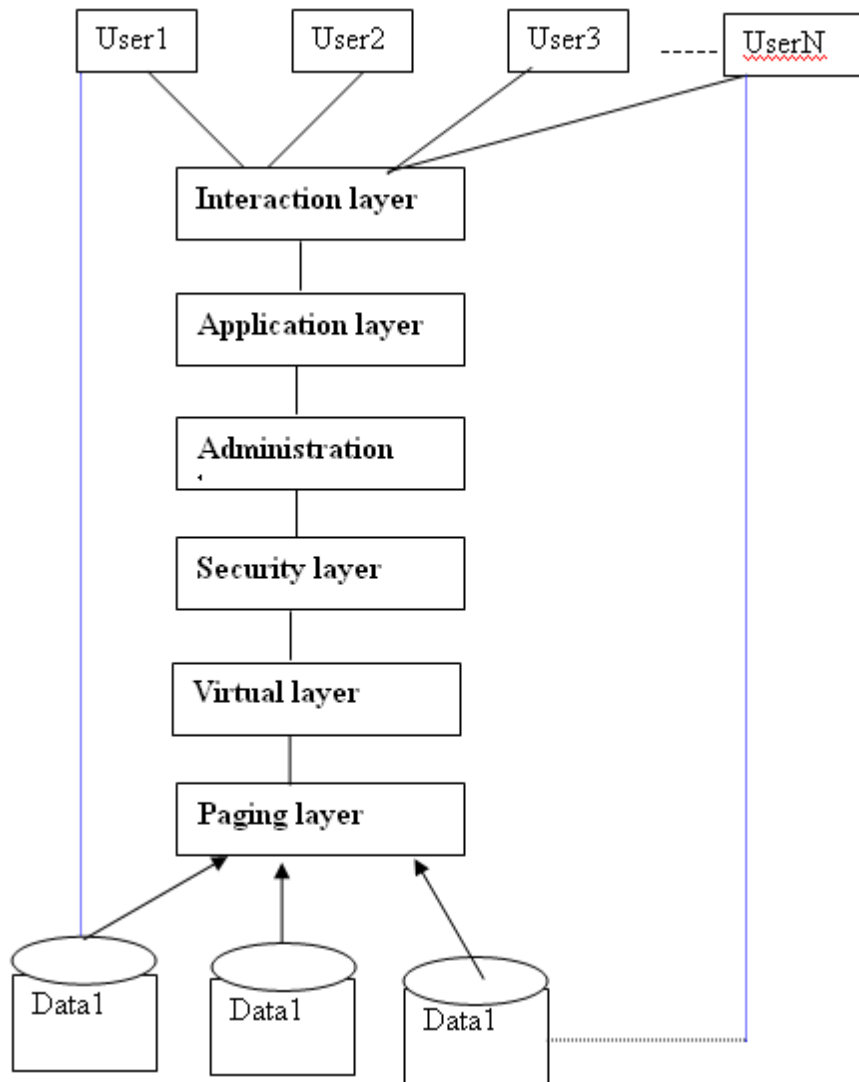 User1
User2
User3
UserN
Interaction layer
Application layer
Administration
Security layer
Virtual layer
Paging layer
Data1
Data1
Data1